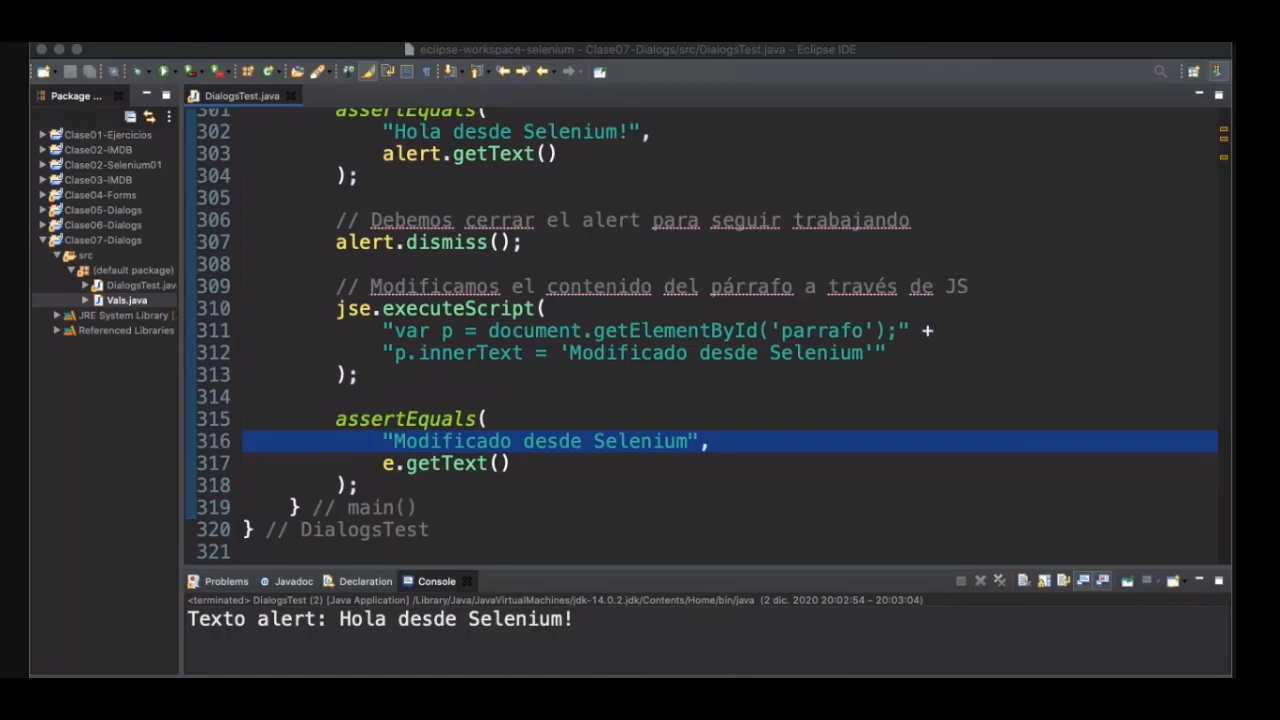 eclipse-workspace-selenium - Clase07-Dialogs/src/DialogsTest.java - Eclipse IDE
Package ...
DialogsTest.java
Clase01-Ejercicios
Clase02-IMDB
Clase02-Selenium01
Clase03-IMDB
Clase04-Forms
Clase05-Dialogs
Clase06-Dialogs
Clase07-Dialogs
src
(default package)
DialogsTest.jav
Vals.java
JRE System Library [
Referenced Libraries
301 assertEquals(
302 "Hola desde Selenium!",
303 alert.getText()
304 );
305
306 // Debemos cerrar el alert para seguir trabajando
307 alert.dismiss();
308
309 // Modificamos el contenido del párrafo a través de JS
310 jse.executeScript(
311 "var p = document.getElementById('parrafo');" +
312 "p.innerText = 'Modificado desde Selenium'"
313 );
314
315 assertEquals(
316 "Modificado desde Selenium",
317 e.getText()
318 );
319 } // main()
320 } // DialogsTest
321
Problems Javadoc Declaration Console
<terminated> DialogsTest (2) [Java Application] /Library/Java/JavaVirtualMachines/jdk-14.0.2.jdk/Contents/Home/bin/java (2 dic. 2020 20:02:54 – 20:03:04)
Texto alert: Hola desde Selenium!